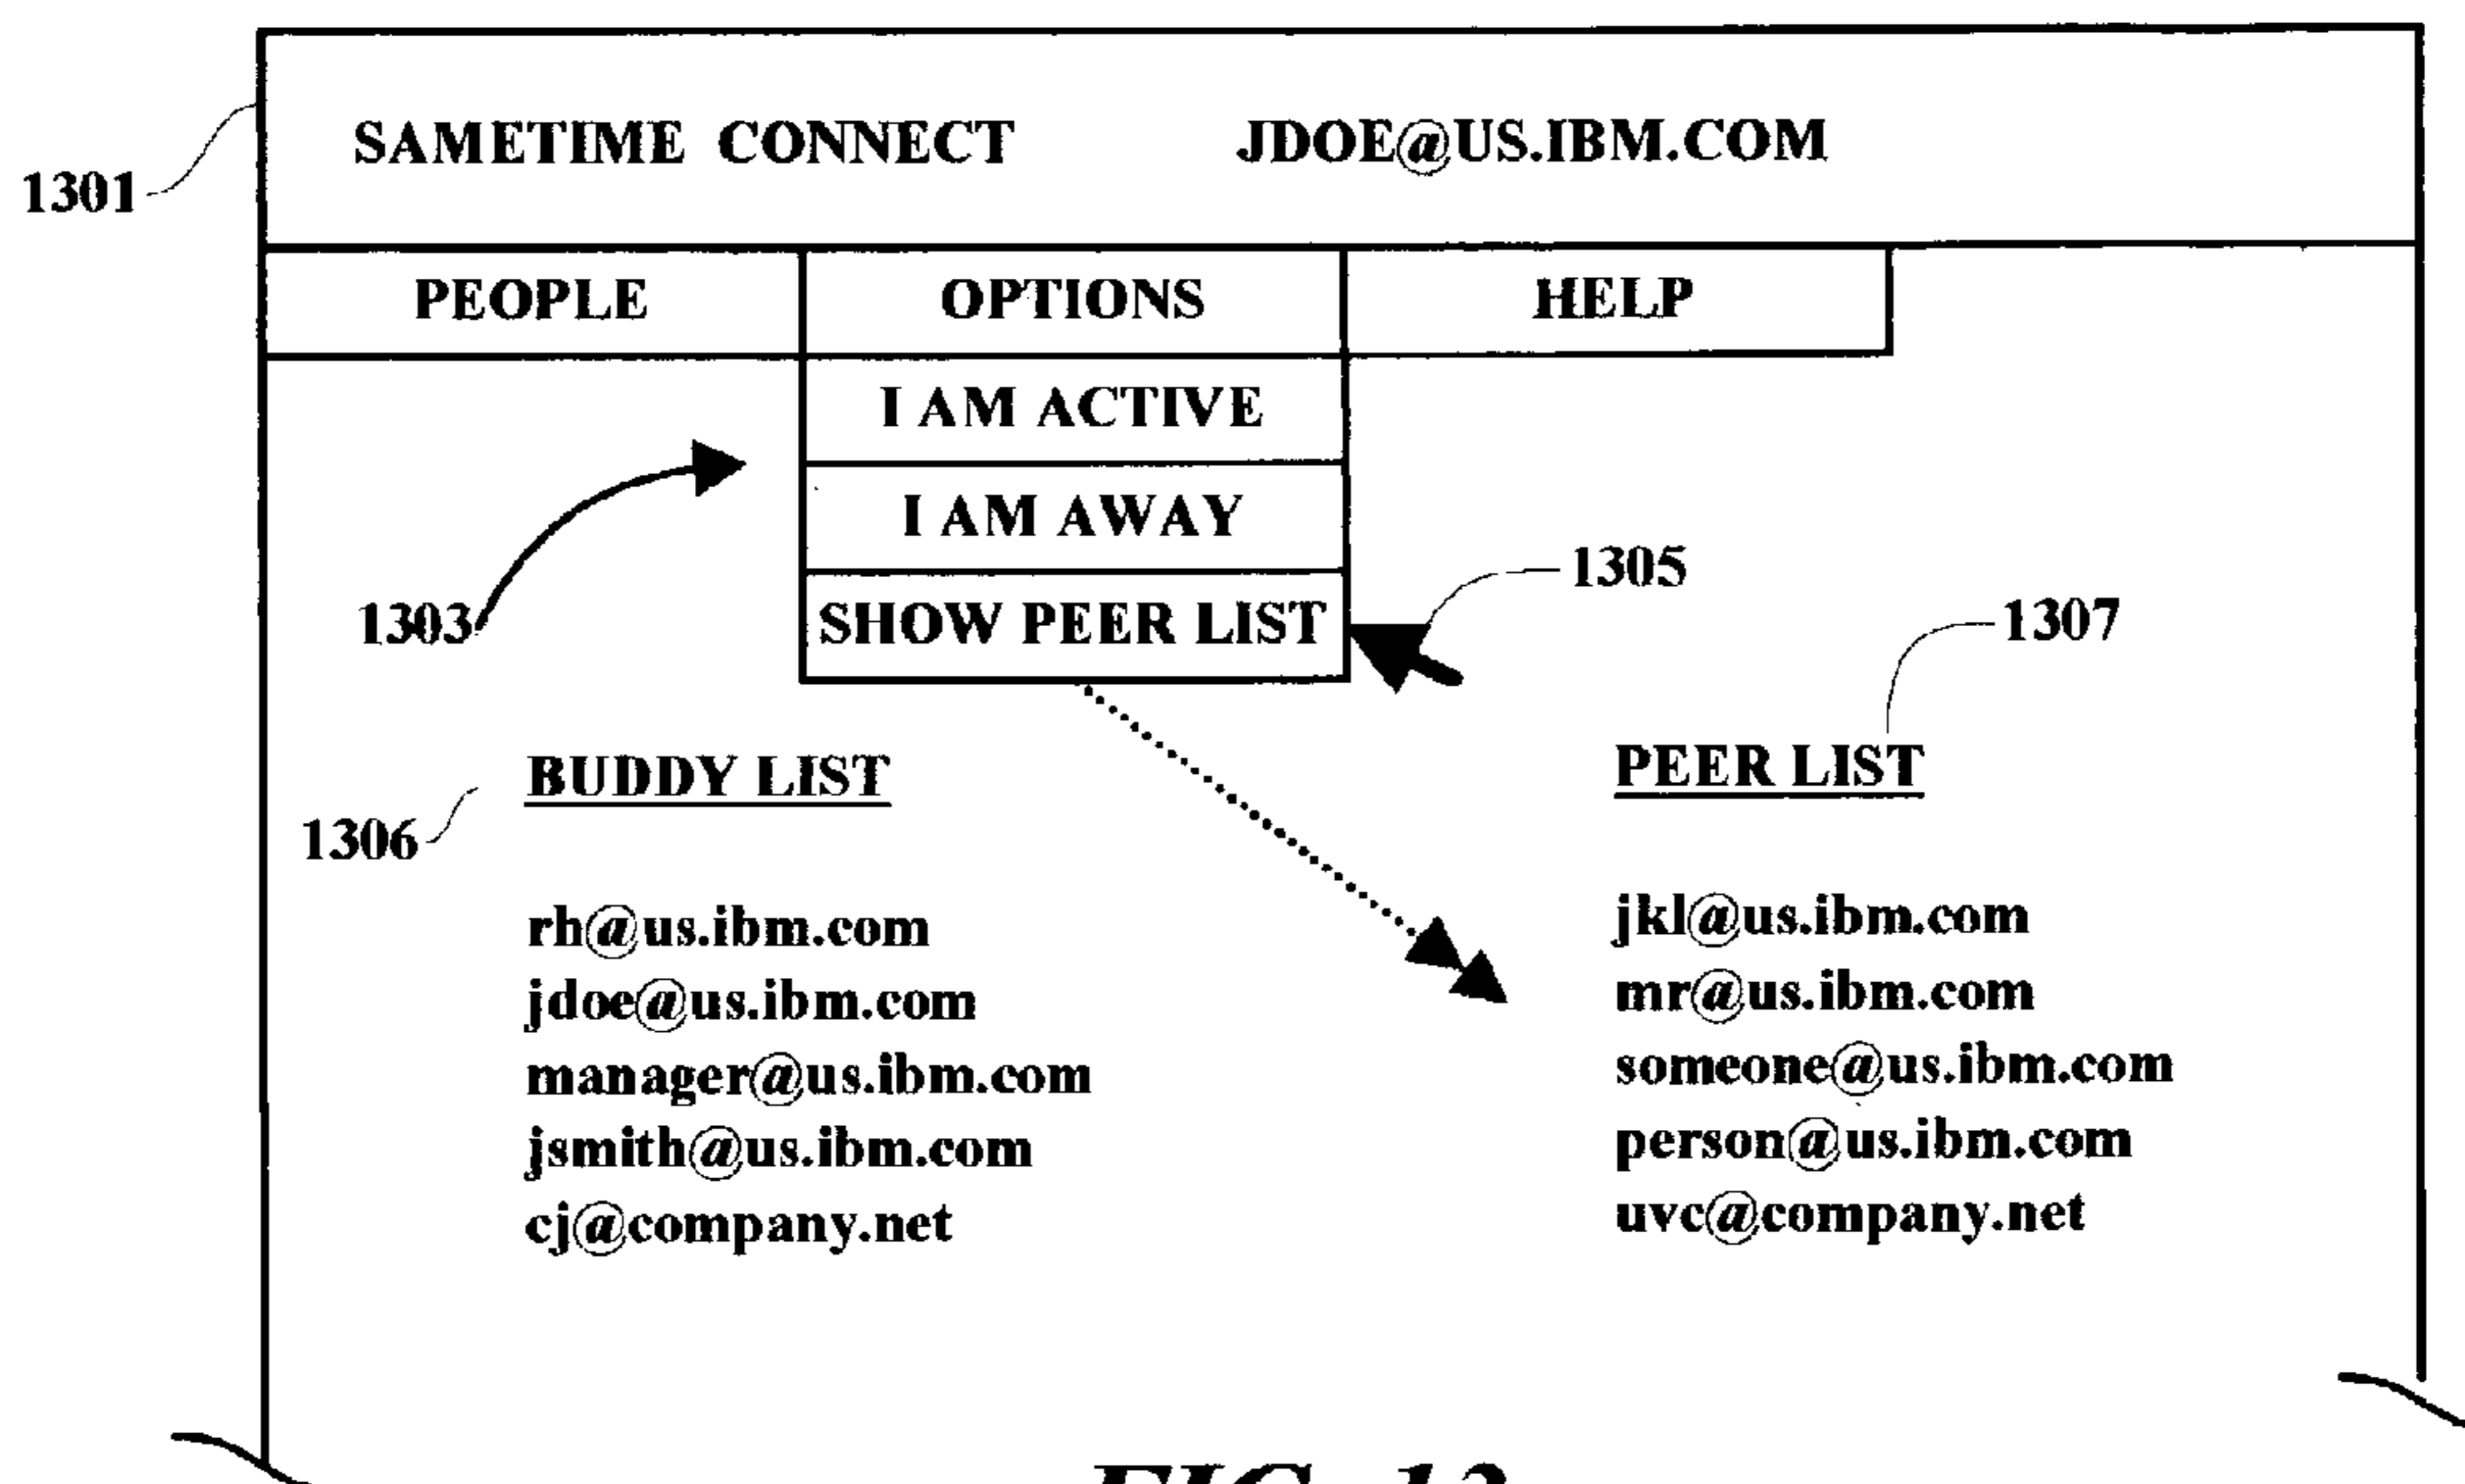 SAMETIME CONNECT JDOE@US.IBM.COM
1301
PEOPLE OPTIONS HELP
I AM ACTIVE
I AM AWAY
1305
1303
SHOW PEER LIST
1307
BUDDY LIST
PEER LIST
1306
rh@us.ibm.com
jdoe@us.ibm.com
manager@us.ibm.com
jsmith@us.ibm.com
cj@company.net
jkl@us.ibm.com
mr@us.ibm.com
someone@us.ibm.com
person@us.ibm.com
uvc@company.net